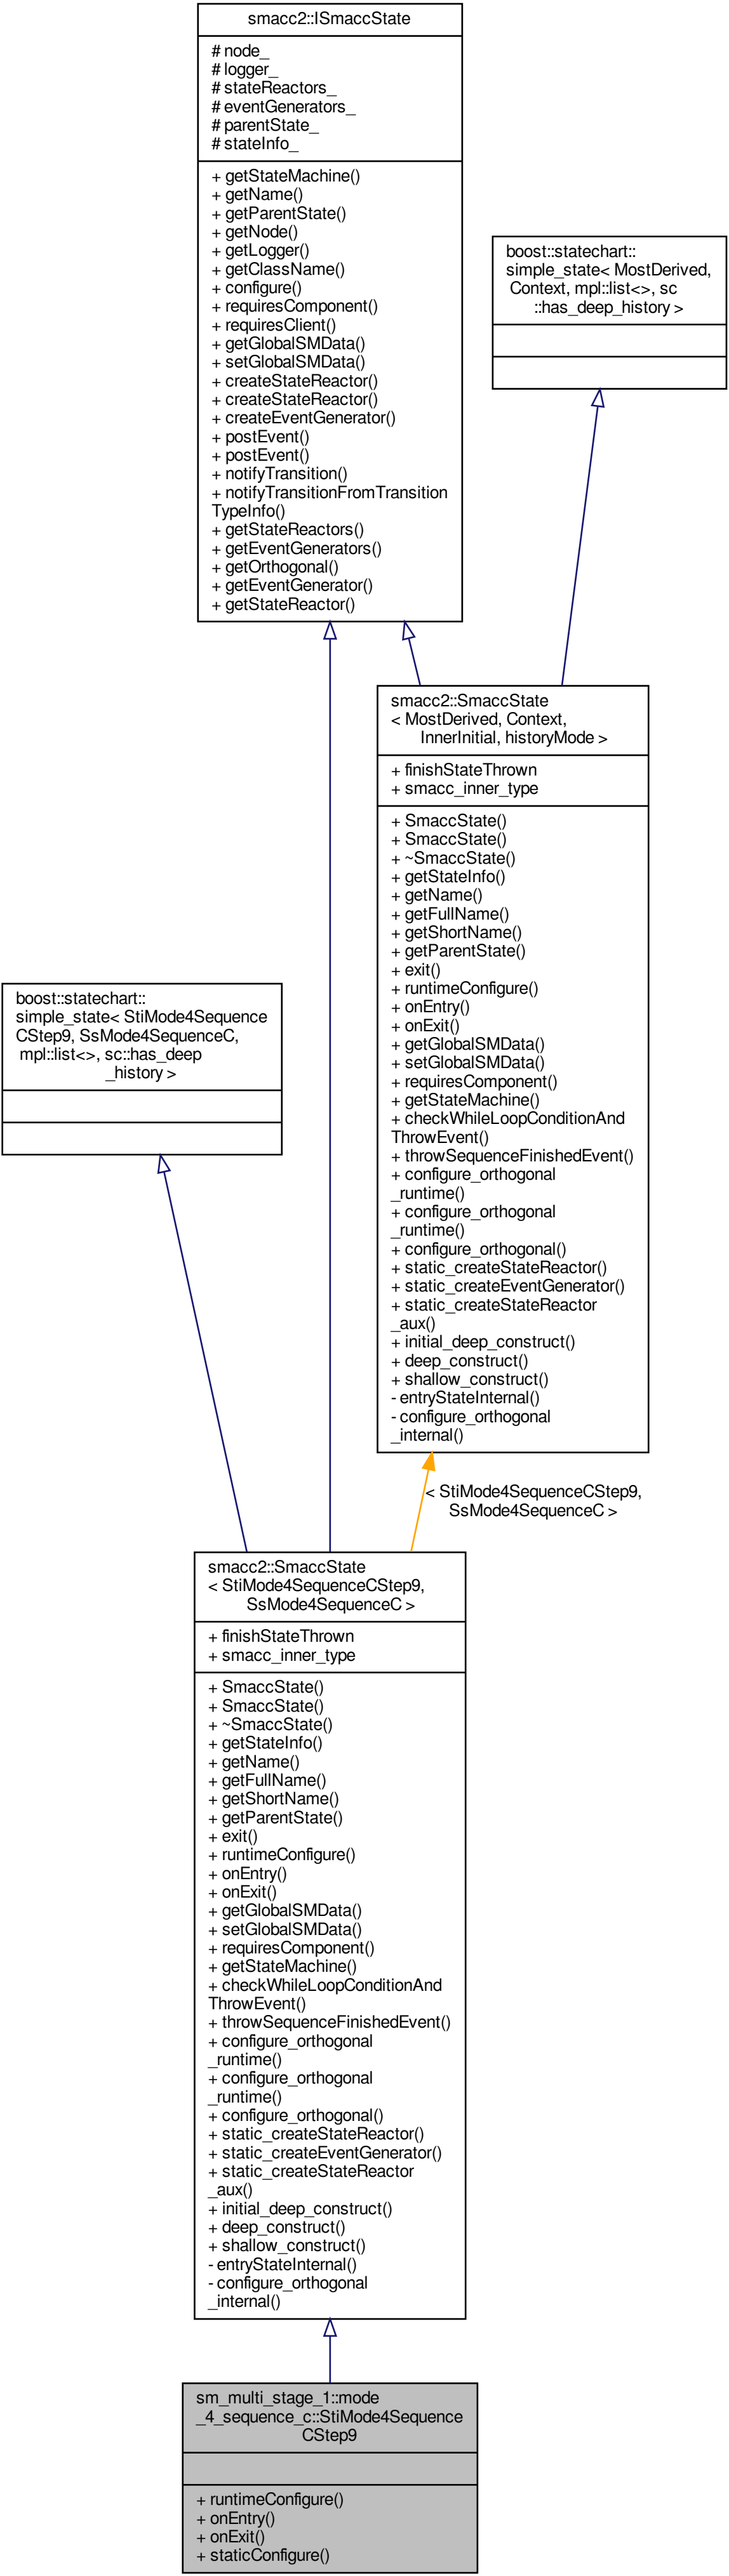 smacc2::ISmaccState
# node_
# logger_
# stateReactors_
# eventGenerators_
# parentState_
# stateInfo_
+ getStateMachine()
+ getName()
+ getParentState()
+ getNode()
+ getLogger()
+ getClassName()
+ configure()
+ requiresComponent()
+ requiresClient()
+ getGlobalSMData()
+ setGlobalSMData()
+ createStateReactor()
+ createStateReactor()
+ createEventGenerator()
+ postEvent()
+ postEvent()
+ notifyTransition()
+ notifyTransitionFromTransition
TypeInfo()
+ getStateReactors()
+ getEventGenerators()
+ getOrthogonal()
+ getEventGenerator()
+ getStateReactor()
boost::statechart::
simple_state< MostDerived,
Context, mpl::list<>, sc
::has_deep_history >
smacc2::SmaccState
< MostDerived, Context,
InnerInitial, historyMode >
+ finishStateThrown
+ smacc_inner_type
+ SmaccState()
+ SmaccState()
+ ~SmaccState()
+ getStateInfo()
+ getName()
+ getFullName()
+ getShortName()
+ getParentState()
+ exit()
+ runtimeConfigure()
+ onEntry()
+ onExit()
+ getGlobalSMData()
+ setGlobalSMData()
+ requiresComponent()
+ getStateMachine()
+ checkWhileLoopConditionAnd
ThrowEvent()
+ throwSequenceFinishedEvent()
+ configure_orthogonal
_runtime()
+ configure_orthogonal
_runtime()
+ configure_orthogonal()
+ static_createStateReactor()
+ static_createEventGenerator()
+ static_createStateReactor
_aux()
+ initial_deep_construct()
+ deep_construct()
+ shallow_construct()
- entryStateInternal()
- configure_orthogonal
_internal()
boost::statechart::
simple_state< StiMode4Sequence
CStep9, SsMode4SequenceC,
mpl::list<>, sc::has_deep
_history >
< StiMode4SequenceCStep9,
SsMode4SequenceC >
smacc2::SmaccState
< StiMode4SequenceCStep9,
SsMode4SequenceC >
+ finishStateThrown
+ smacc_inner_type
+ SmaccState()
+ SmaccState()
+ ~SmaccState()
+ getStateInfo()
+ getName()
+ getFullName()
+ getShortName()
+ getParentState()
+ exit()
+ runtimeConfigure()
+ onEntry()
+ onExit()
+ getGlobalSMData()
+ setGlobalSMData()
+ requiresComponent()
+ getStateMachine()
+ checkWhileLoopConditionAnd
ThrowEvent()
+ throwSequenceFinishedEvent()
+ configure_orthogonal
_runtime()
+ configure_orthogonal
_runtime()
+ configure_orthogonal()
+ static_createStateReactor()
+ static_createEventGenerator()
+ static_createStateReactor
_aux()
+ initial_deep_construct()
+ deep_construct()
+ shallow_construct()
- entryStateInternal()
- configure_orthogonal
_internal()
sm_multi_stage_1::mode
_4_sequence_c::StiMode4Sequence
CStep9
+ runtimeConfigure()
+ onEntry()
+ onExit()
+ staticConfigure()